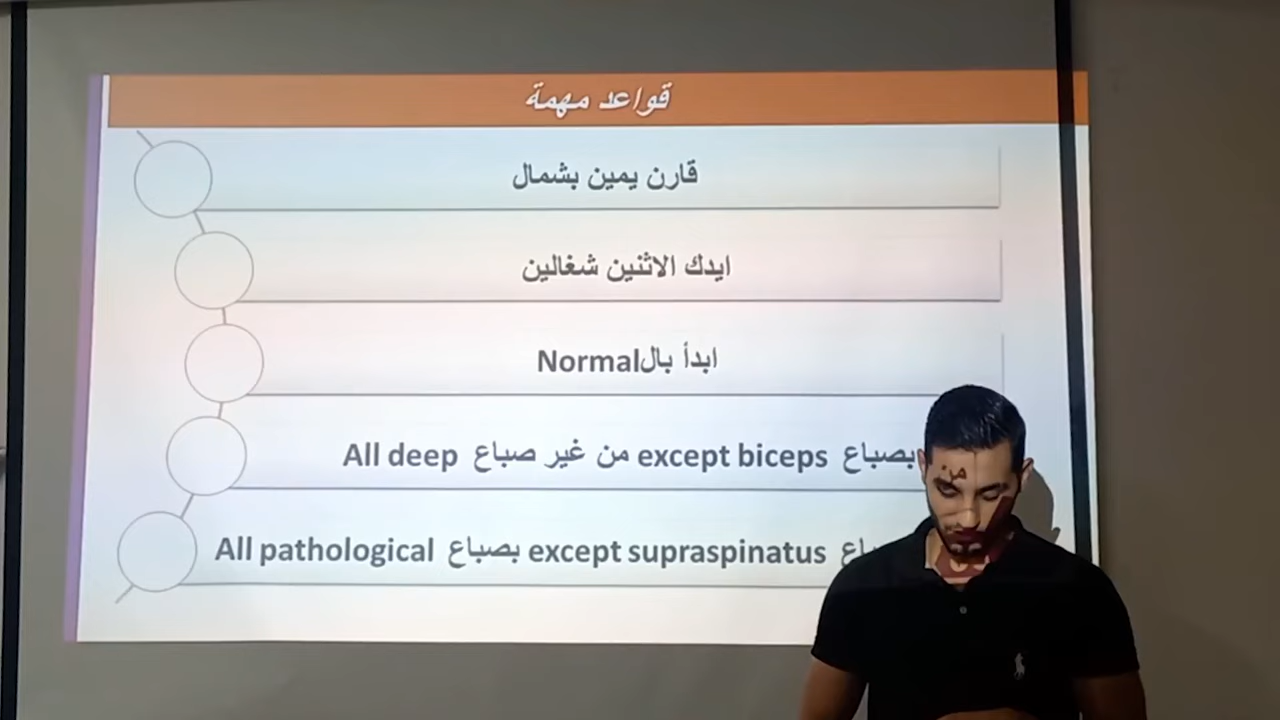 قواعد مهمة
قارن يمين بشمال
ايدك الاثنين شغالين
ابدأ بالNormal
All deep من غير صباع except biceps بصباع
All pathological بصباع except supraspinatus